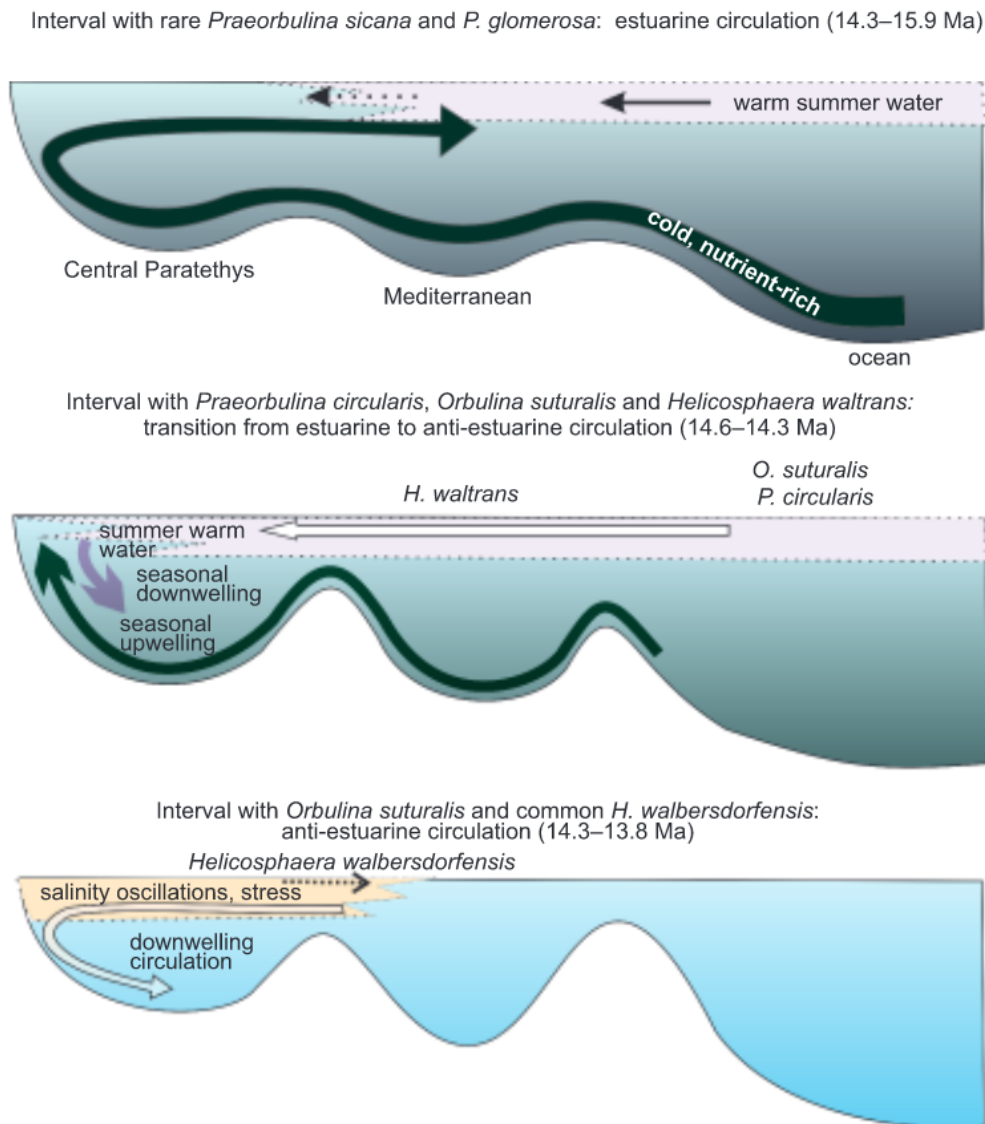 Interval with rare Praeorbulina sicana and P. glomerosa: estuarine circulation (14.3–15.9 Ma)
warm summer water
cold, nutrient-rich
Central Paratethys
Mediterranean
ocean
Interval with Praeorbulina circularis, Orbulina suturalis and Helicosphaera waltrans:
transition from estuarine to anti-estuarine circulation (14.6–14.3 Ma)
O. suturalis
H. waltrans
P. circularis
summer warm
water
seasonal
downwelling
seasonal
upwelling
Interval with Orbulina suturalis and common H. walbersdorfensis:
anti-estuarine circulation (14.3–13.8 Ma)
Helicosphaera walbersdorfensis
salinity oscillations, stress
downwelling
circulation